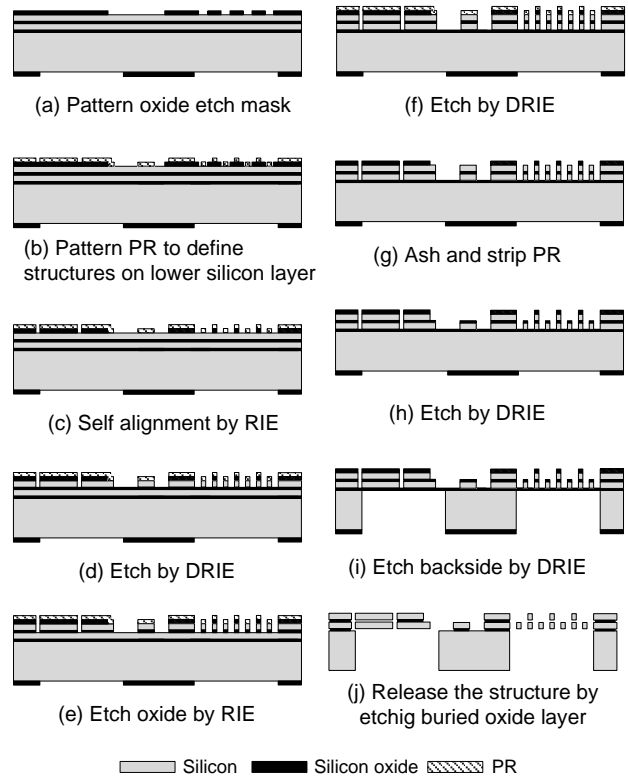 (a) Pattern oxide etch mask
(b) Pattern PR to define
structures on lower silicon layer
(c) Self alignment by RIE
(d) Etch by DRIE
(e) Etch oxide by RIE
(f) Etch by DRIE
(g) Ash and strip PR
(h) Etch by DRIE
(i) Etch backside by DRIE
(j) Release the structure by
etchig buried oxide layer
Silicon Silicon oxide PR